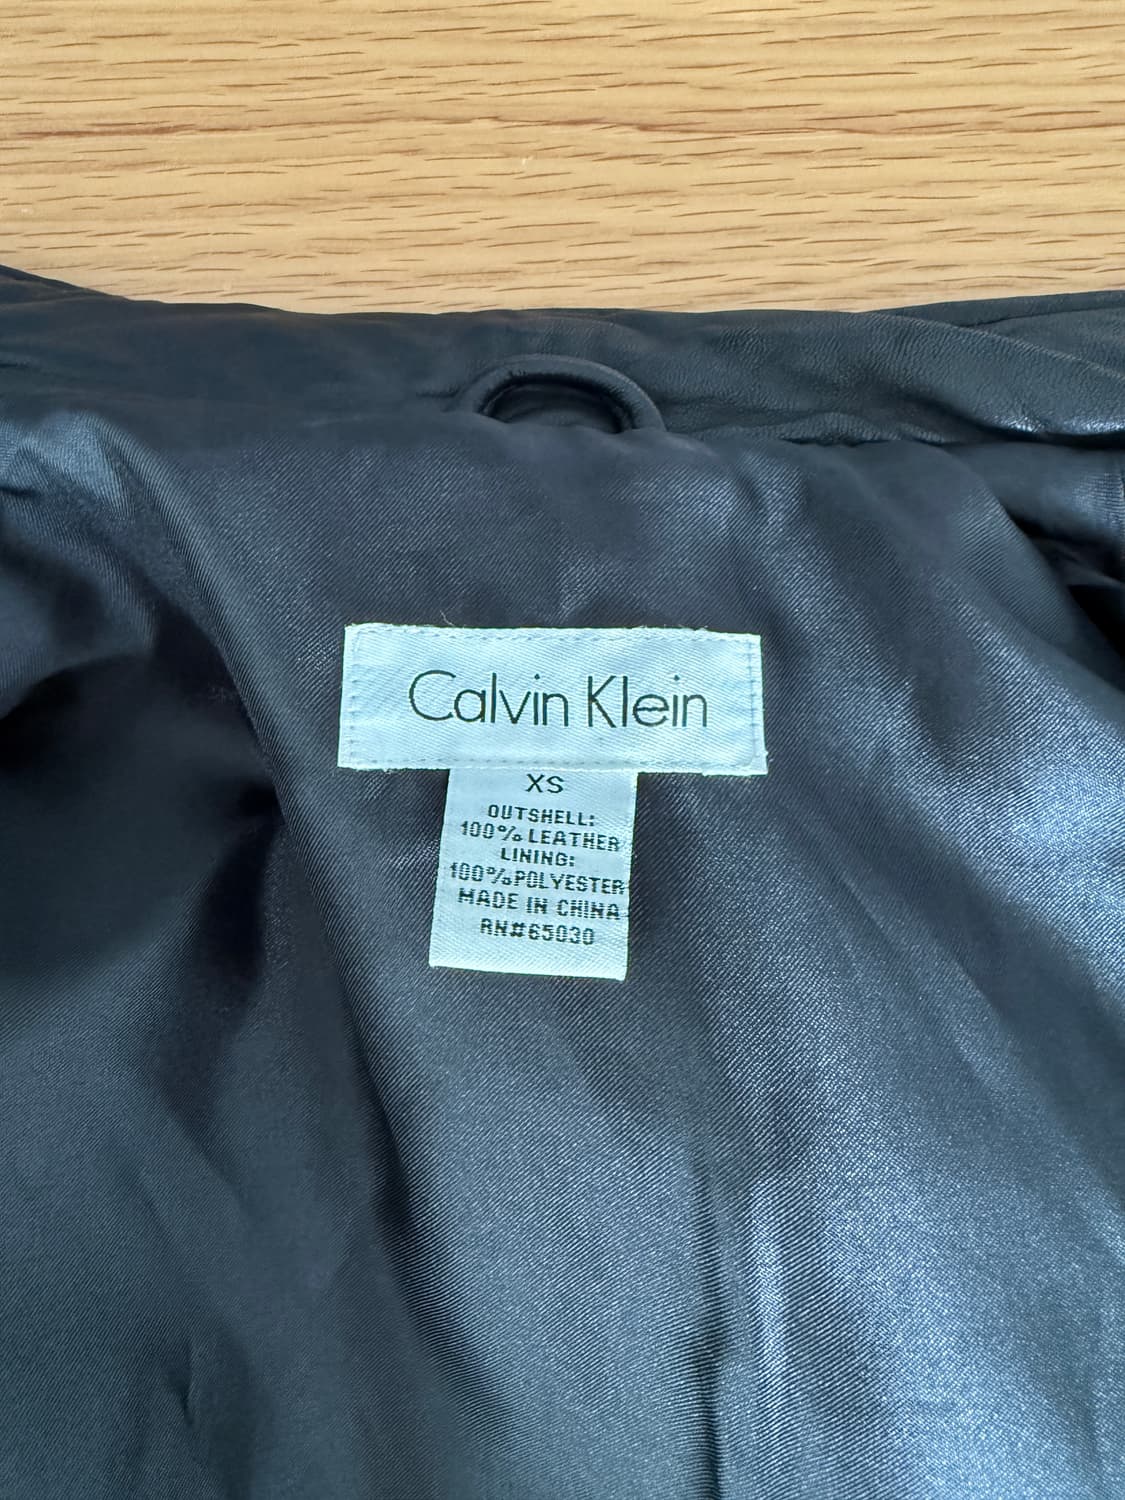 Calvin Klein
XS
OUTSHELL:
100% LEATHER
LINING:
100% POLYESTER
MADE IN CHINA
RN#65030